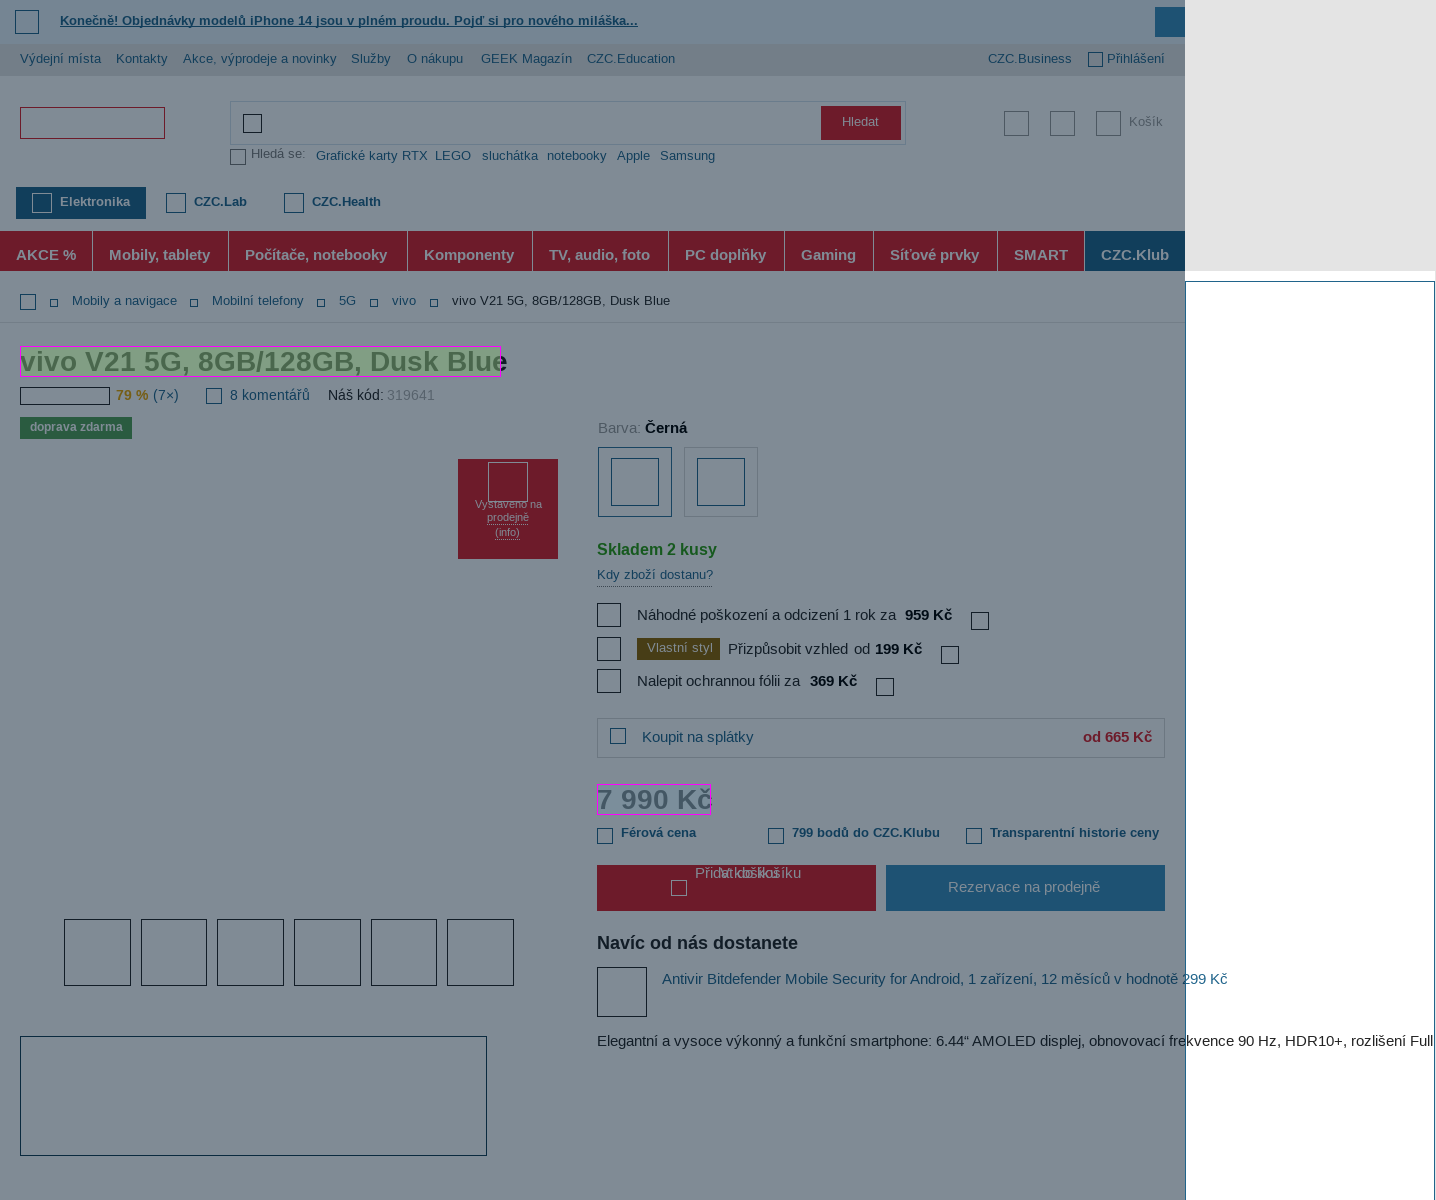 Konečně! Objednávky modelů iPhone 14 jsou v plném proudu. Pojď si pro nového miláška...
Výdejní místa Kontakty Akce, výprodeje a novinky Služby O nákupu GEEK Magazín CZC.Education CZC.Business Přihlášení
Hledat Košík
Hledá se: Grafické karty RTX LEGO sluchátka notebooky Apple Samsung
Elektronika CZC.Lab CZC.Health
AKCE % Mobily, tablety Počítače, notebooky Komponenty TV, audio, foto PC doplňky Gaming Síťové prvky SMART CZC.Klub
Mobily a navigace Mobilní telefony 5G vivo vivo V21 5G, 8GB/128GB, Dusk Blue
vivo V21 5G, 8GB/128GB, Dusk Blue
79 % (7×) 8 komentářů Náš kód: 319641
doprava zdarma
Barva: Černá
Vystaveno na
prodejně
(info)
Skladem 2 kusy
Kdy zboží dostanu?
Náhodné poškození a odcizení 1 rok za 959 Kč
Vlastní styl Přizpůsobit vzhled od 199 Kč
Nalepit ochrannou fólii za 369 Kč
Koupit na splátky od 665 Kč
7 990 Kč
Férová cena 799 bodů do CZC.Klubu Transparentní historie ceny
Přidat do košíku
V košíku
Rezervace na prodejně
Navíc od nás dostanete
Antivir Bitdefender Mobile Security for Android, 1 zařízení, 12 měsíců v hodnotě 299 Kč
Elegantní a vysoce výkonný a funkční smartphone: 6.44“ AMOLED displej, obnovovací frekvence 90 Hz, HDR10+, rozlišení Full